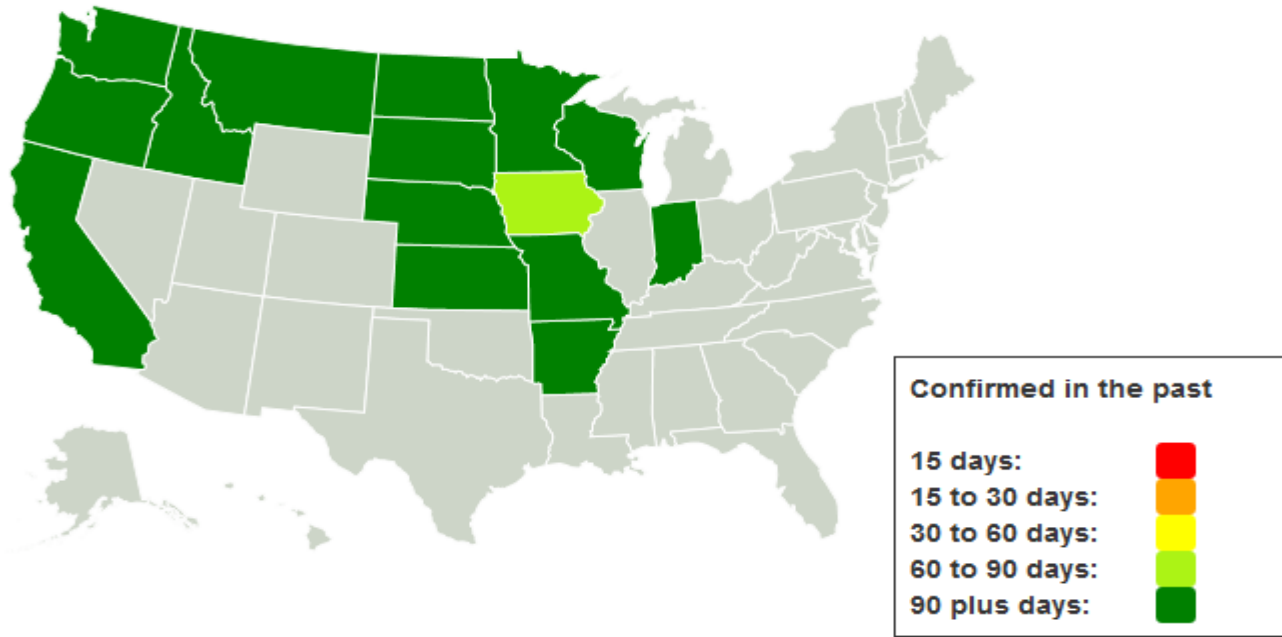 Confirmed in the past
15 days:
15 to 30 days:
30 to 60 days:
60 to 90 days:
90 plus days: